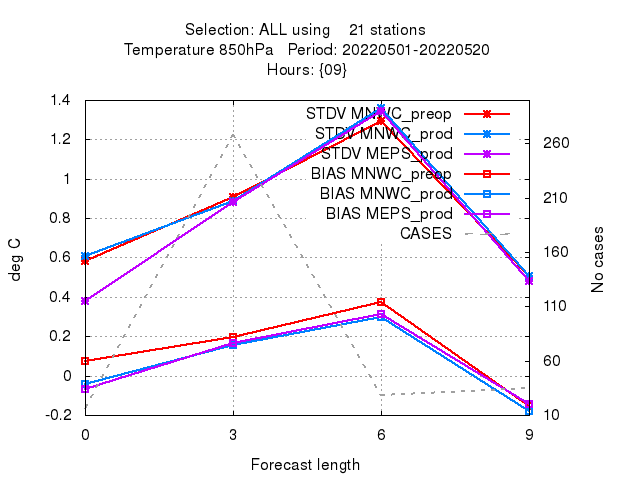 Selection: ALL using 21 stations
Temperature 850hPa Period: 20220501-20220520
Hours: {09}
1.4
1.2
1
0.8
0.6
0.4
0.2
0
-0.2
deg C
STDV MNWC_preop
STDV MNWC_prod
STDV MEPS_prod
BIAS MNWC_preop
BIAS MNWC_prod
BIAS MEPS_prod
CASES
260
210
160
110
60
10
No cases
0 3 6 9
Forecast length